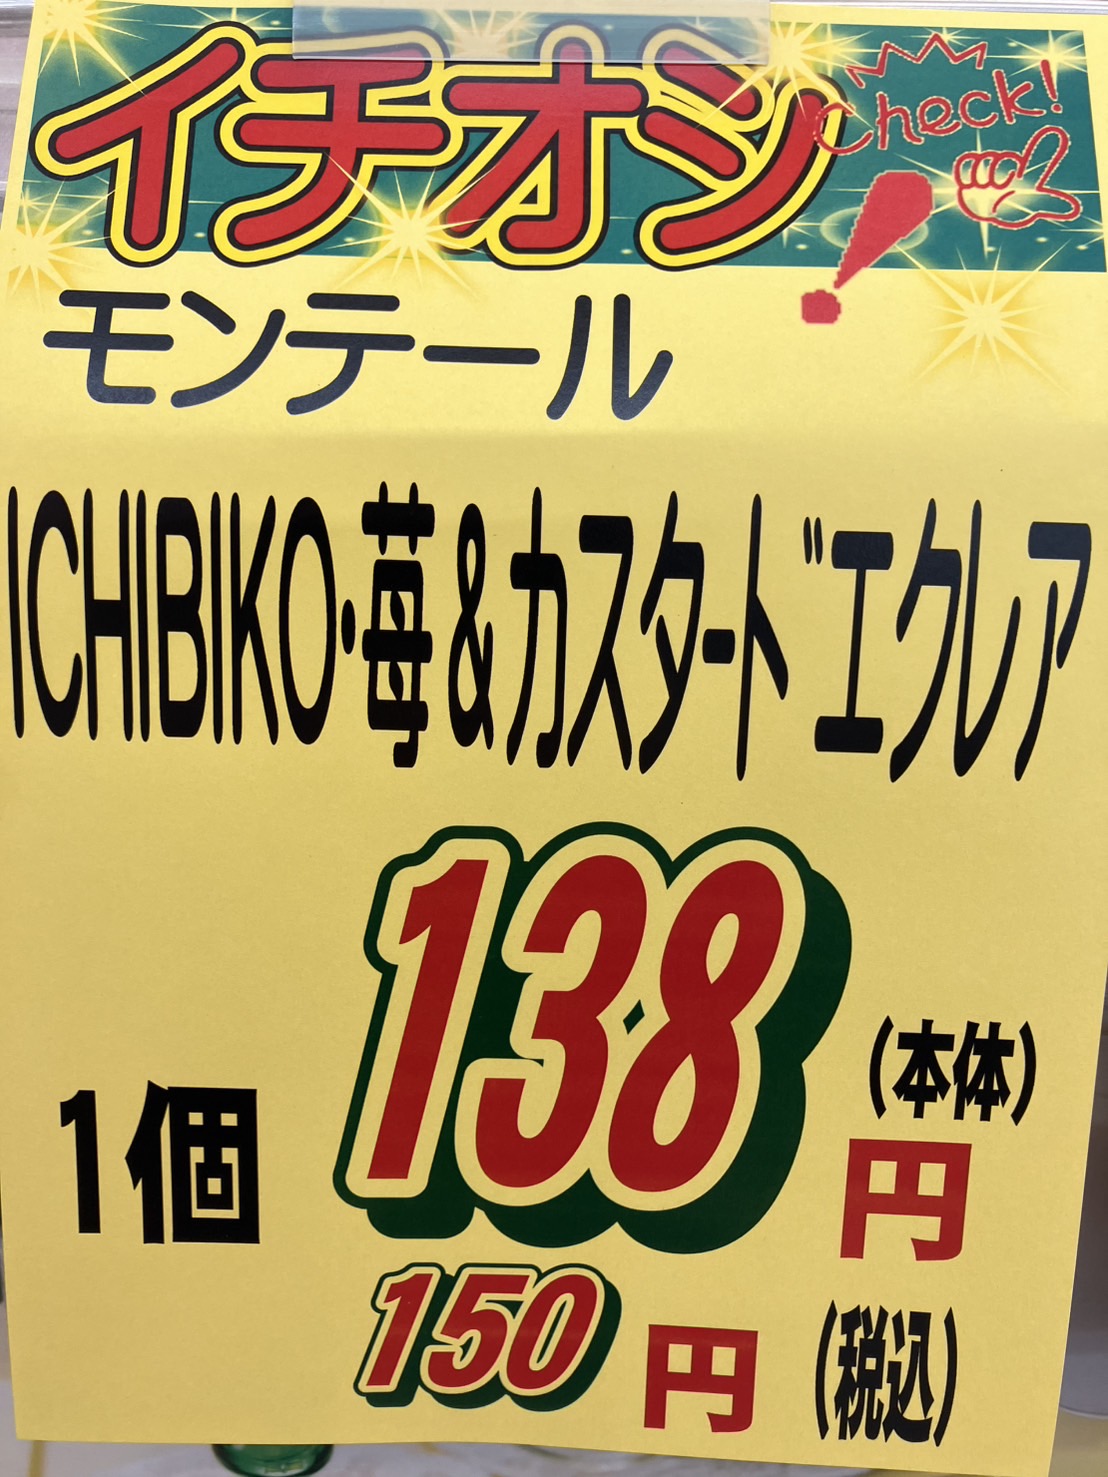 イチオシ
Check!
モンテール
ICHIBIKO・苺&カスタード エクレア
138
(本体)
1個
円
150円(税込)